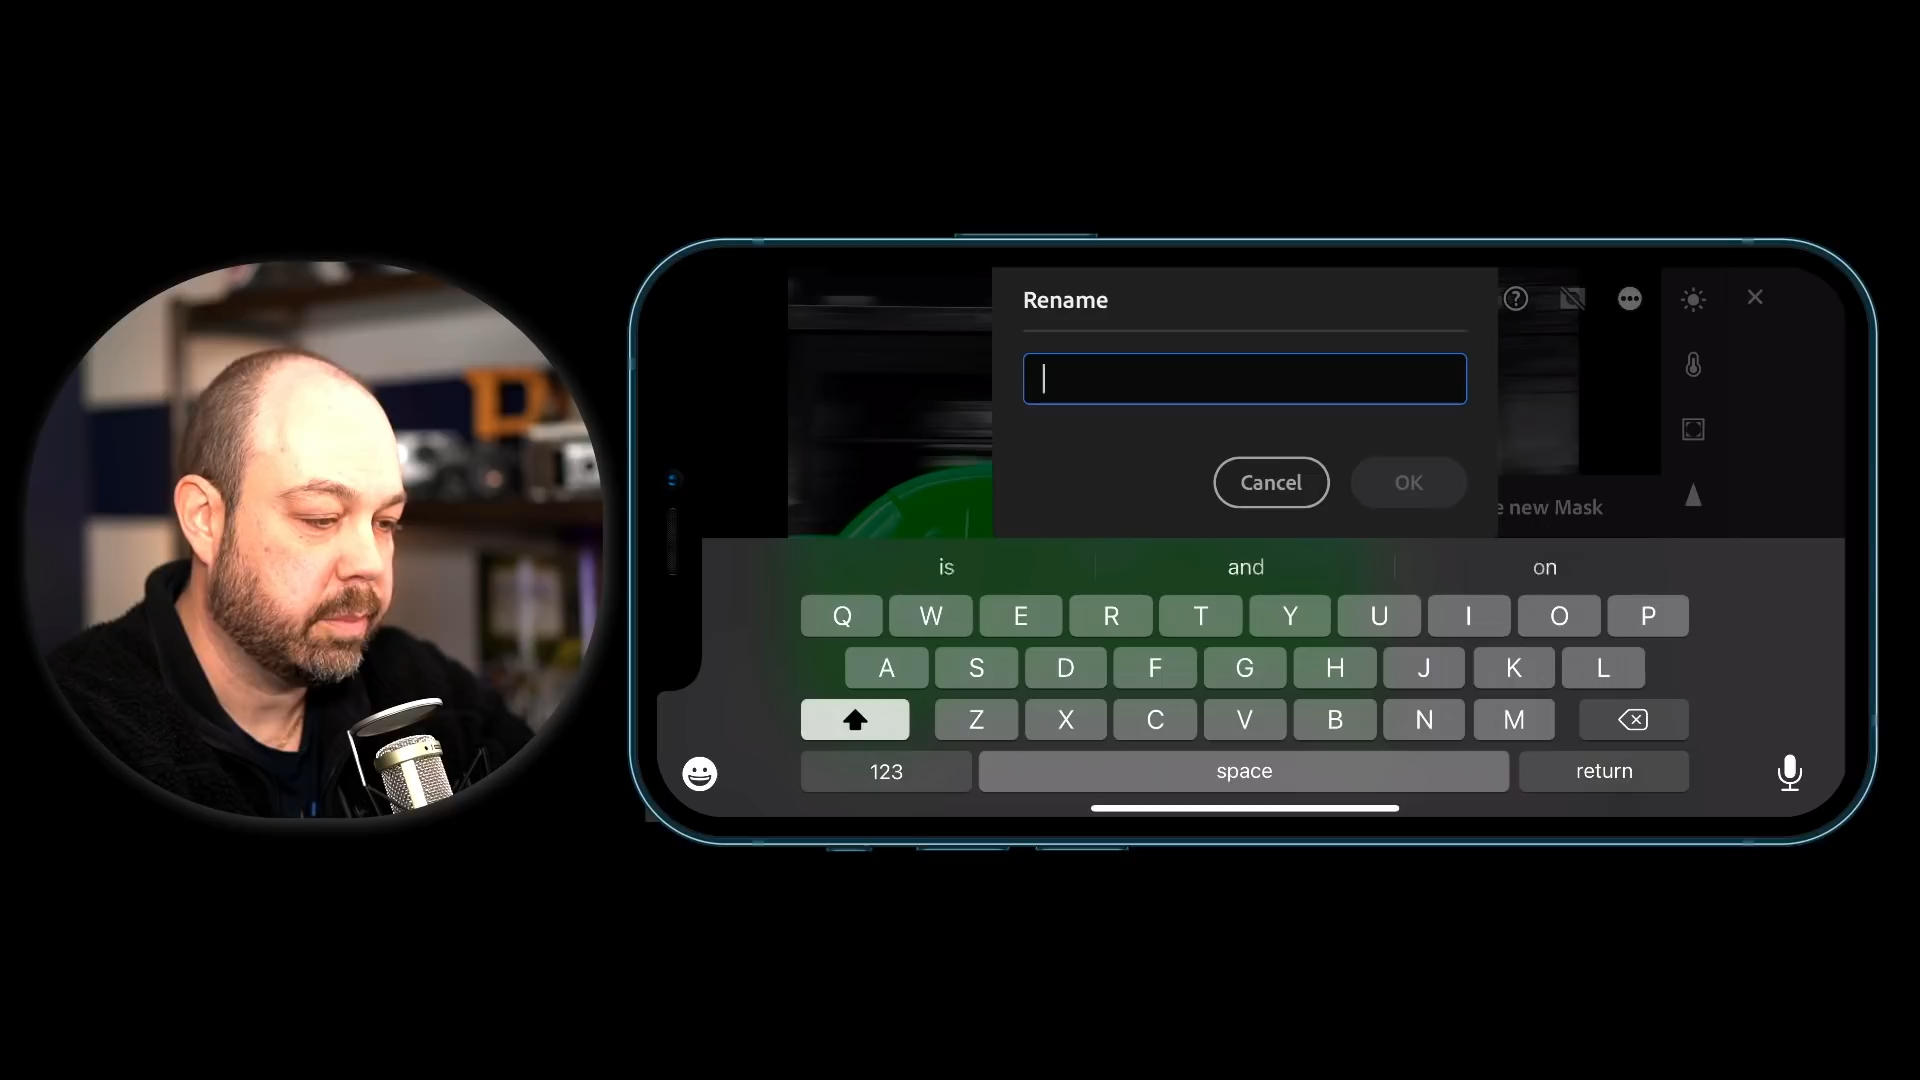 Rename
Cancel
OK
e new Mask
is and on
Q W E R T Y U I O P
A S D F G H J K L
Z X C V B N M
123 space return